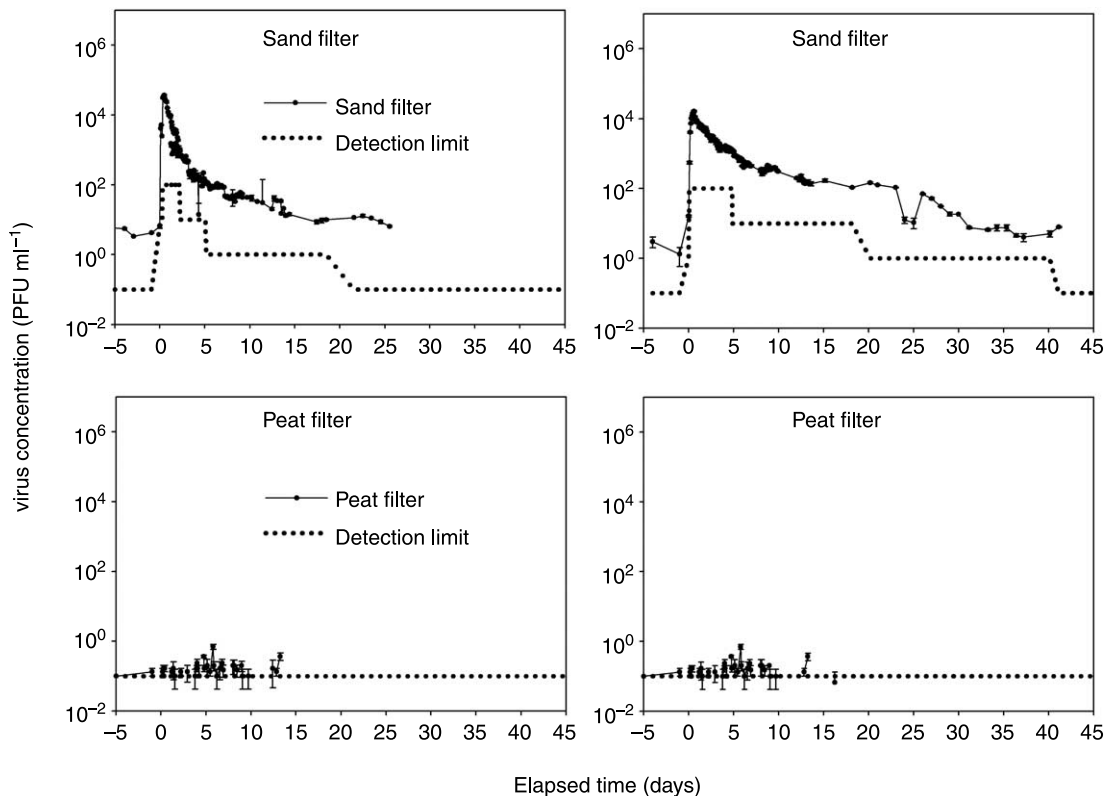 Sand filter
Sand filter
Detection limit
10^6
10^4
10^2
10^0
10^−2
−5 0 5 10 15 20 25 30 35 40 45
Sand filter
10^6
10^4
10^2
10^0
10^−2
−5 0 5 10 15 20 25 30 35 40 45
Peat filter
Peat filter
Detection limit
10^6
10^4
10^2
10^0
10^−2
−5 0 5 10 15 20 25 30 35 40 45
Peat filter
10^6
10^4
10^2
10^0
10^−2
−5 0 5 10 15 20 25 30 35 40 45
virus concentration (PFU ml^−1)
Elapsed time (days)